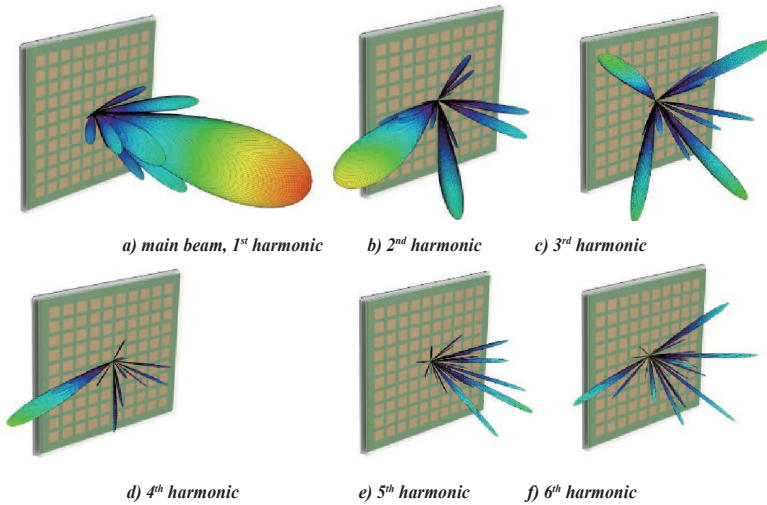 a) main beam, 1st harmonic b) 2nd harmonic c) 3rd harmonic
d) 4th harmonic e) 5th harmonic f) 6th harmonic